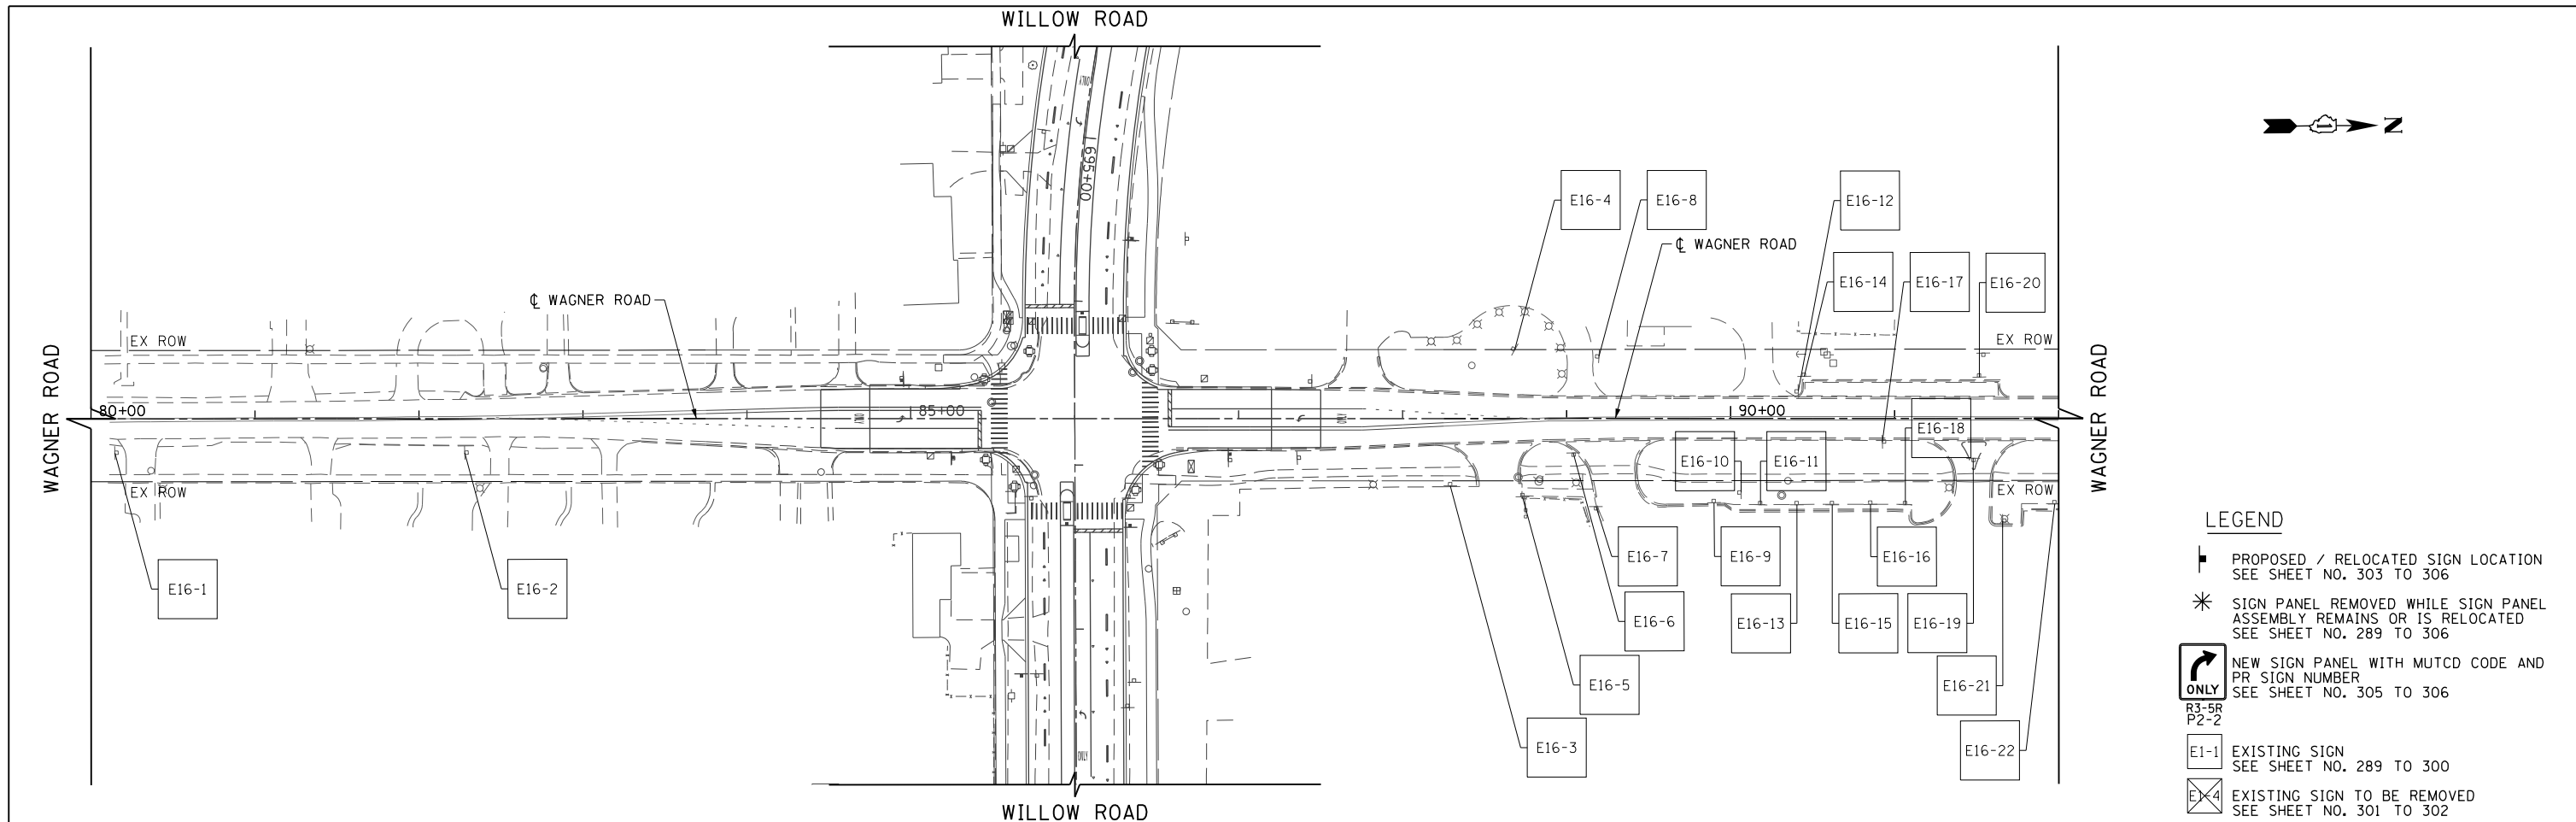 WILLOW ROAD
ONLY
695+00
N
E16-4
E16-8
E16-12
℄ WAGNER ROAD
E16-14
E16-17
E16-20
℄ WAGNER ROAD
EX ROW
EX ROW
WAGNER ROAD
80+00
85+00
90+00
WAGNER ROAD
E16-18
E16-10
E16-11
EX ROW
EX ROW
E16-1
E16-2
E16-7
E16-9
E16-16
E16-6
E16-13
E16-15
E16-19
E16-5
E16-21
E16-3
E16-22
ONLY
WILLOW ROAD
LEGEND
PROPOSED / RELOCATED SIGN LOCATION
SEE SHEET NO. 303 TO 306
SIGN PANEL REMOVED WHILE SIGN PANEL
ASSEMBLY REMAINS OR IS RELOCATED
SEE SHEET NO. 289 TO 306
ONLY
R3-5R
P2-2
NEW SIGN PANEL WITH MUTCD CODE AND
PR SIGN NUMBER
SEE SHEET NO. 305 TO 306
E1-1
EXISTING SIGN
SEE SHEET NO. 289 TO 300
E1-4
EXISTING SIGN TO BE REMOVED
SEE SHEET NO. 301 TO 302